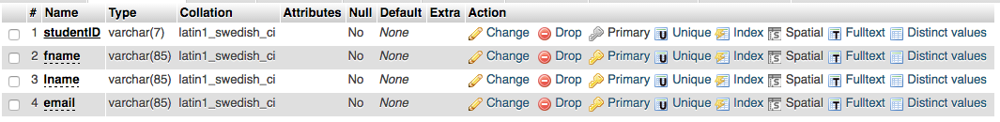 # Name Type Collation Attributes Null Default Extra Action
1 studentID varchar(7) latin1_swedish_ci No None Change Drop Primary Unique Index Spatial Fulltext Distinct values
2 fname varchar(85) latin1_swedish_ci No None Change Drop Primary Unique Index Spatial Fulltext Distinct values
3 lname varchar(85) latin1_swedish_ci No None Change Drop Primary Unique Index Spatial Fulltext Distinct values
4 email varchar(85) latin1_swedish_ci No None Change Drop Primary Unique Index Spatial Fulltext Distinct values